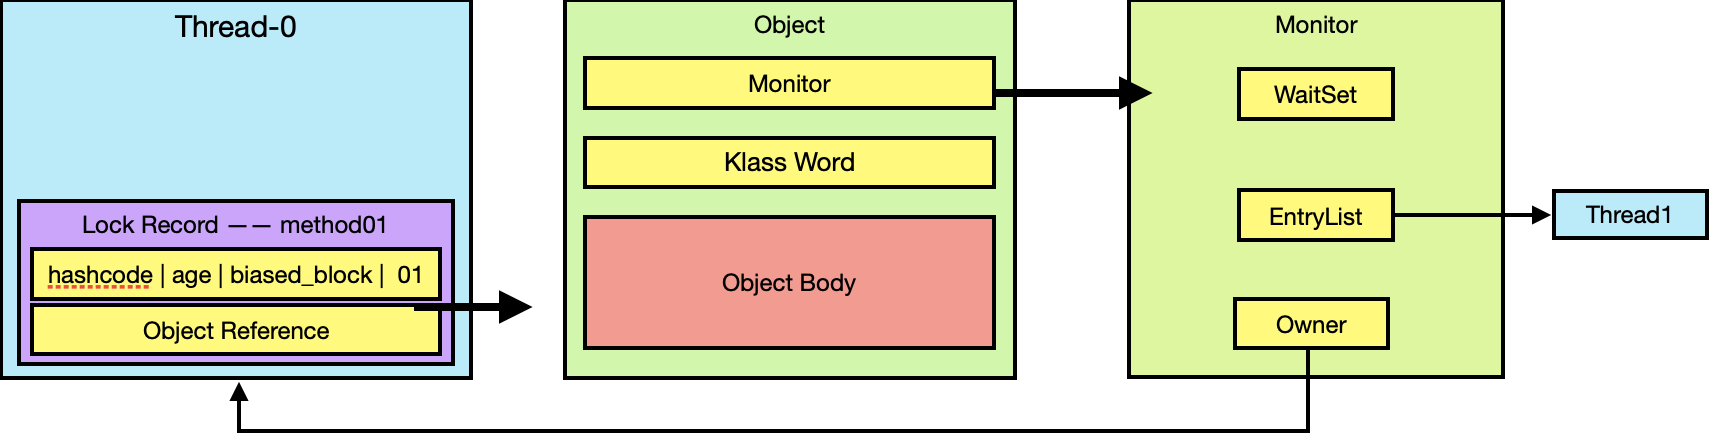 Thread-0
Lock Record —— method01
hashcode | age | biased_block | 01
Object Reference
Object
Monitor
Klass Word
Object Body
Monitor
WaitSet
EntryList
Owner
Thread1